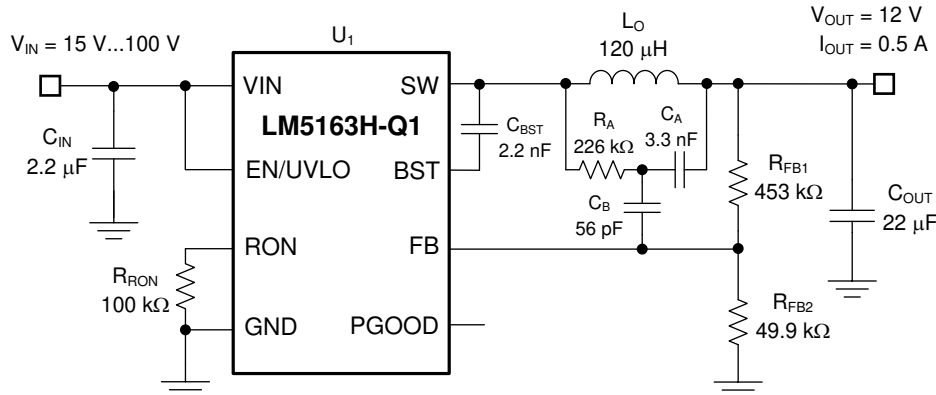 V_IN = 15 V...100 V
C_IN
2.2 μF
U_1
LM5163H-Q1
VIN
EN/UVLO
RON
GND
SW
BST
FB
PGOOD
R_RON
100 kΩ
C_BST
2.2 nF
L_O
120 μH
R_A
226 kΩ
C_A
3.3 nF
C_B
56 pF
R_FB1
453 kΩ
R_FB2
49.9 kΩ
V_OUT = 12 V
I_OUT = 0.5 A
C_OUT
22 μF